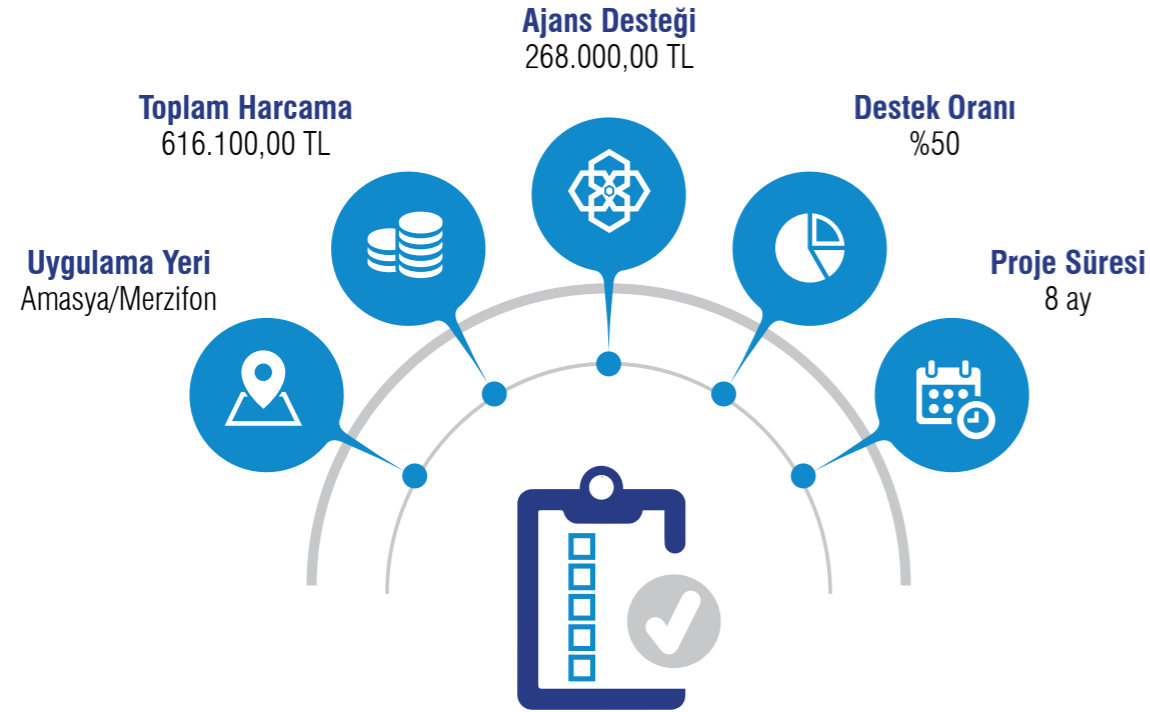 Ajans Desteği
268.000,00 TL
Toplam Harcama
616.100,00 TL
Destek Oranı
%50
Uygulama Yeri
Amasya/Merzifon
Proje Süresi
8 ay